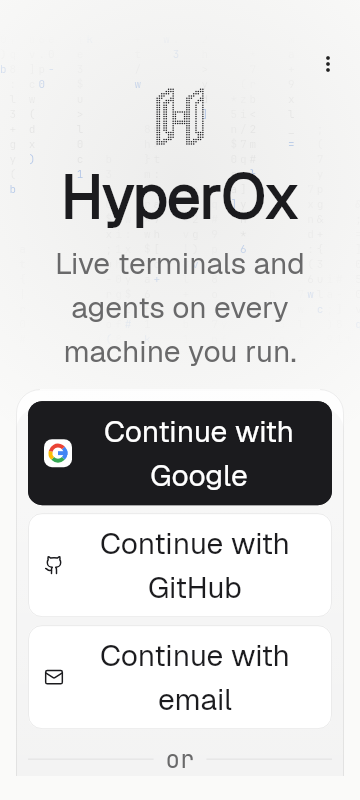 HyperOx
Live terminals and
agents on every
machine you run.
Continue with
Google
Continue with
GitHub
Continue with
email
or